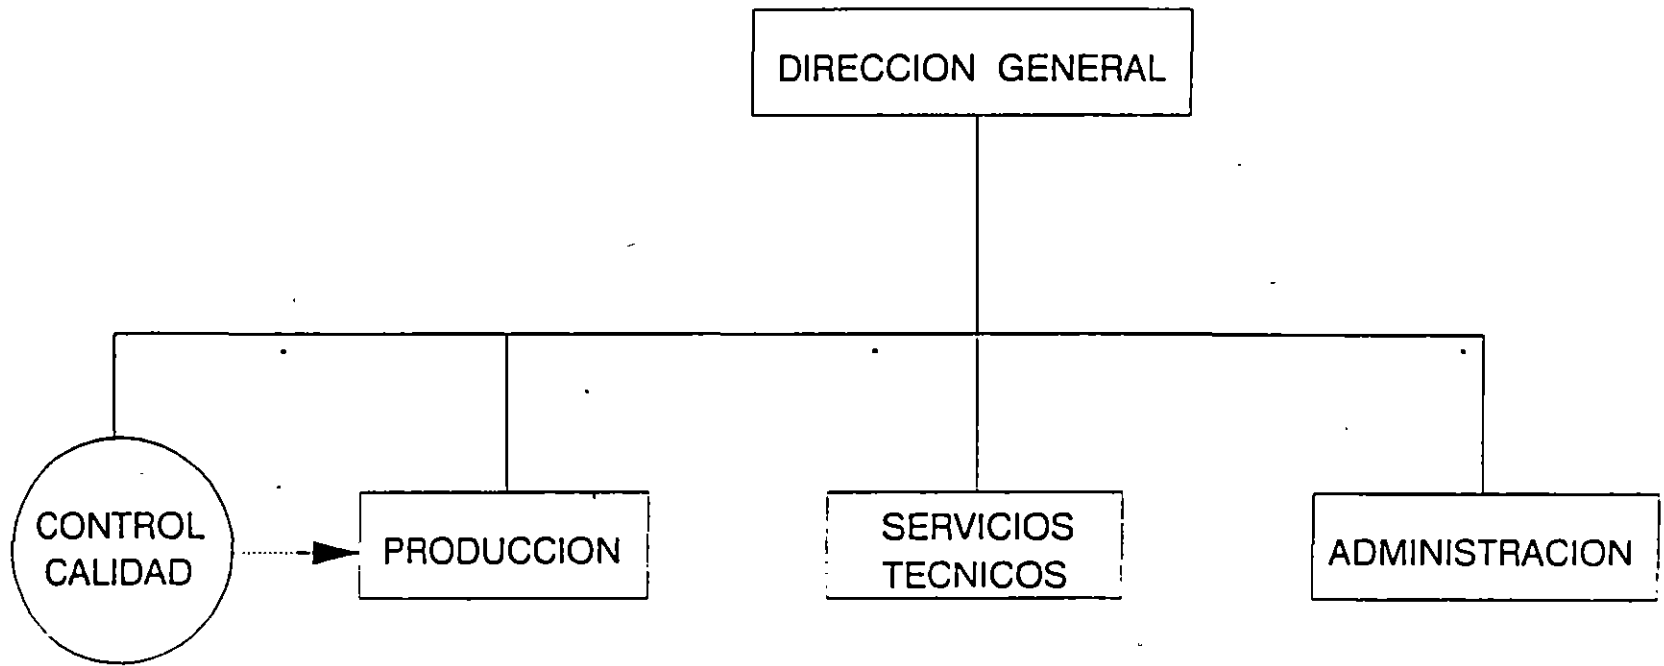 DIRECCION GENERAL
CONTROL
CALIDAD
PRODUCCION
SERVICIOS
TECNICOS
ADMINISTRACION